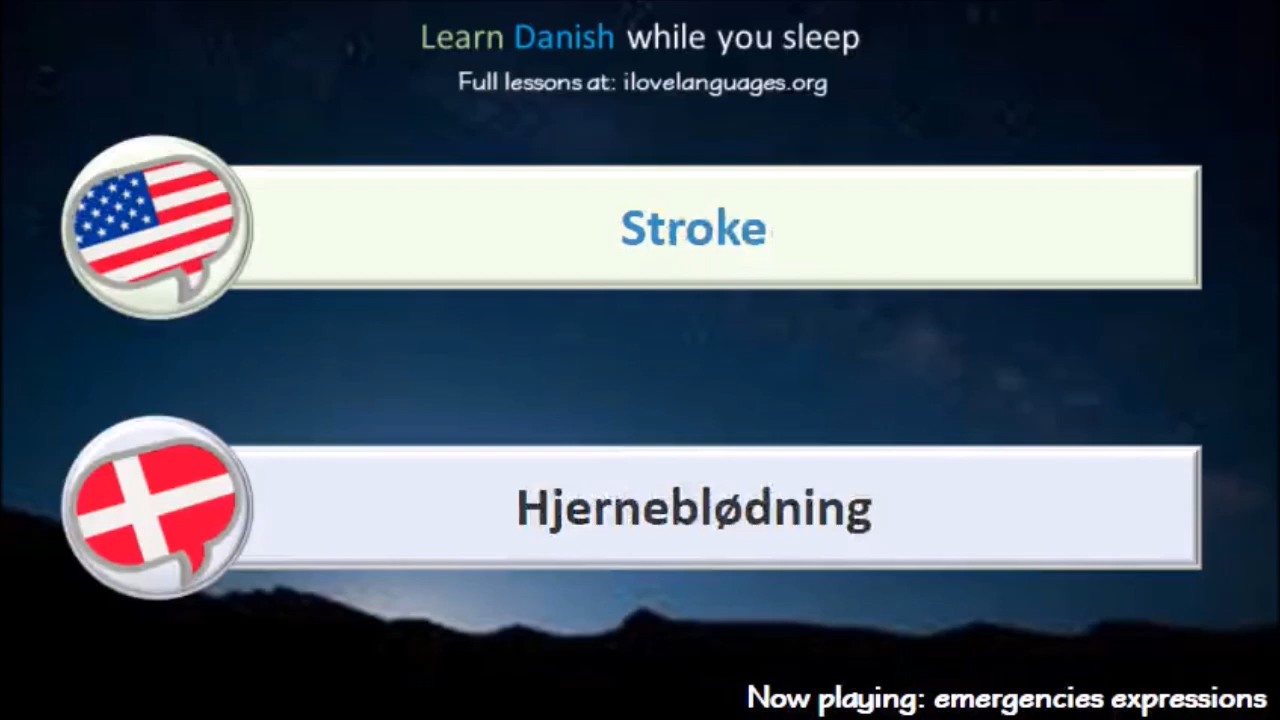 Learn Danish while you sleep
Full lessons at: ilovelanguages.org
Stroke
Hjerneblødning
Now playing: emergencies expressions